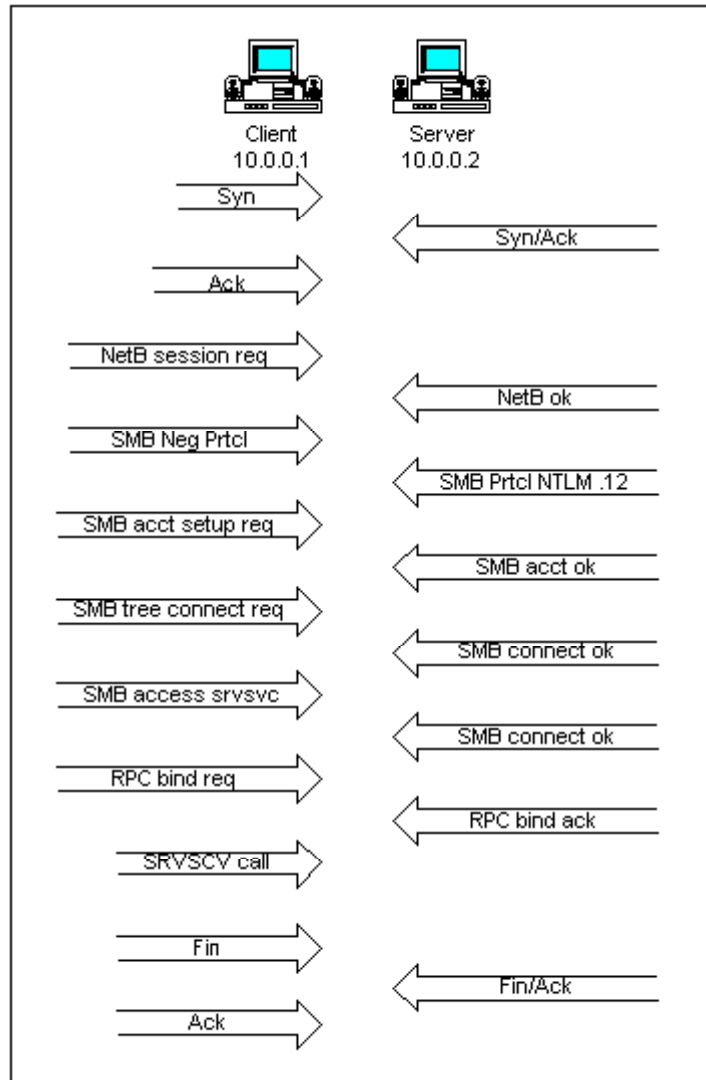 Client
10.0.0.1
Server
10.0.0.2
Syn
Syn/Ack
Ack
NetB session req
NetB ok
SMB Neg Prtcl
SMB Prtcl NTLM .12
SMB acct setup req
SMB acct ok
SMB tree connect req
SMB connect ok
SMB access srvsvc
SMB connect ok
RPC bind req
RPC bind ack
SRVSCV call
Fin
Fin/Ack
Ack